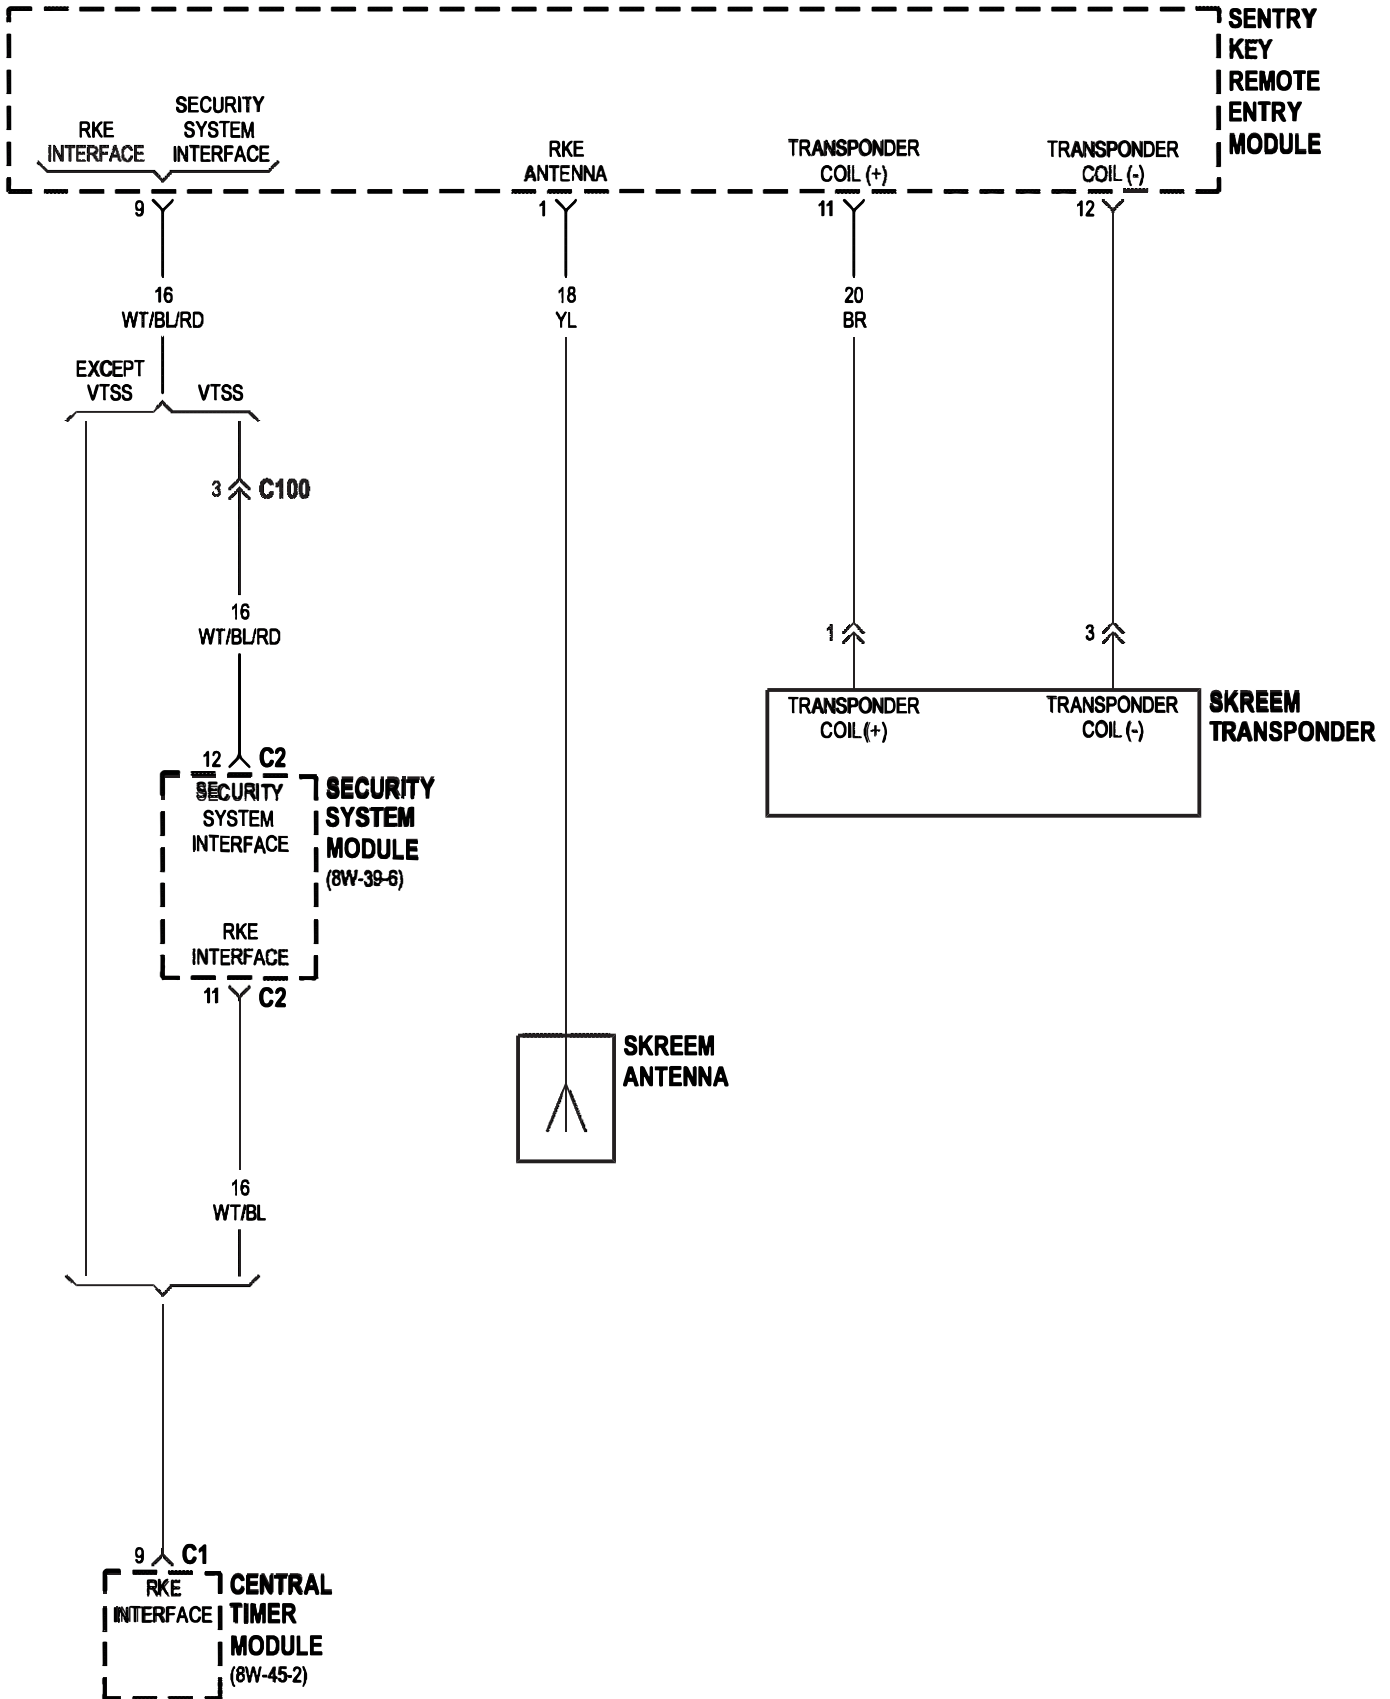 SENTRY
KEY
REMOTE
ENTRY
MODULE
RKE
INTERFACE
SECURITY
SYSTEM
INTERFACE
RKE
ANTENNA
TRANSPONDER
COIL (+)
TRANSPONDER
COIL (-)
9
1
11
12
16
WT/BL/RD
18
YL
20
BR
EXCEPT
VTSS
VTSS
3 C100
16
WT/BL/RD
1
3
TRANSPONDER
COIL (+)
TRANSPONDER
COIL (-)
SKREEM
TRANSPONDER
12 C2
SECURITY
SYSTEM
INTERFACE
SECURITY
SYSTEM
MODULE
(8W-39-6)
RKE
INTERFACE
11 C2
SKREEM
ANTENNA
16
WT/BL
9 C1
RKE
INTERFACE
CENTRAL
TIMER
MODULE
(8W-45-2)